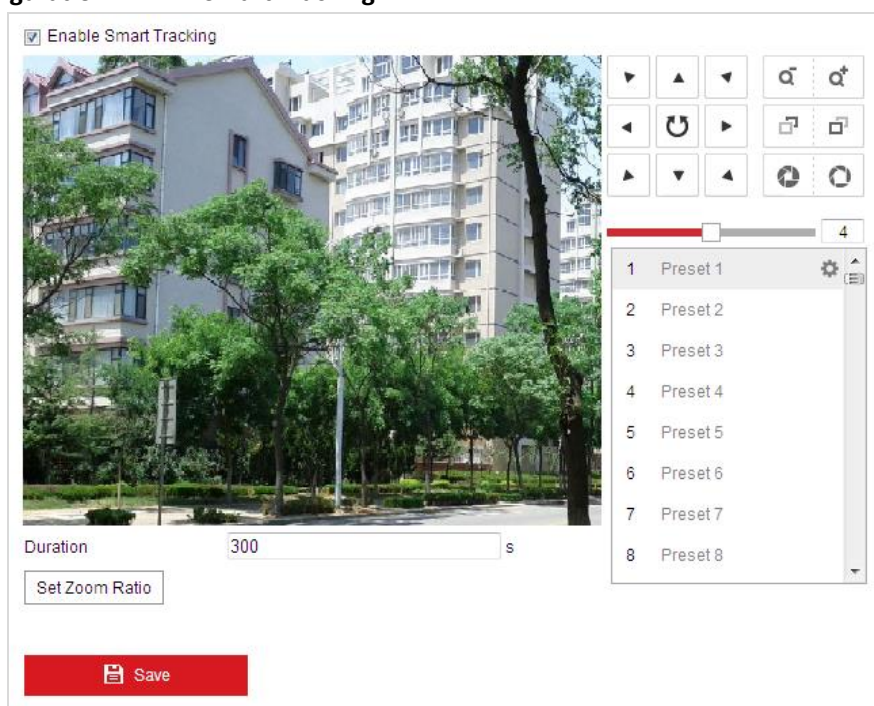 Enable Smart Tracking
4
1 Preset 1
2 Preset 2
3 Preset 3
4 Preset 4
5 Preset 5
6 Preset 6
7 Preset 7
8 Preset 8
Duration 300 s
Set Zoom Ratio
Save